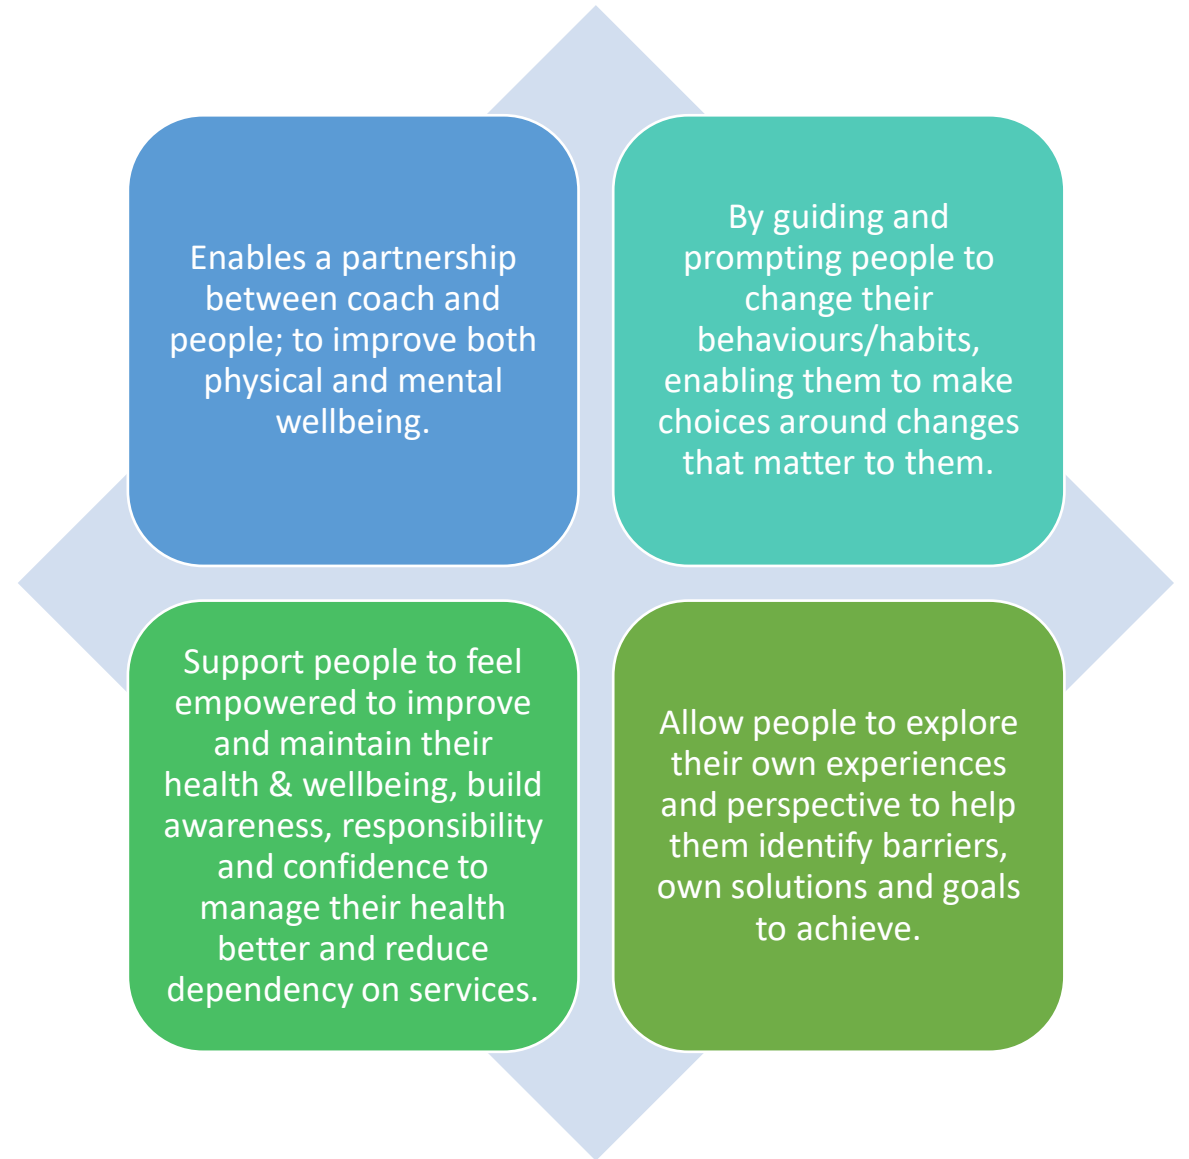 Enables a partnership
between coach and
people; to improve both
physical and mental
wellbeing.
By guiding and
prompting people to
change their
behaviours/habits,
enabling them to make
choices around changes
that matter to them.
Support people to feel
empowered to improve
and maintain their
health & wellbeing, build
awareness, responsibility
and confidence to
manage their health
better and reduce
dependency on services.
Allow people to explore
their own experiences
and perspective to help
them identify barriers,
own solutions and goals
to achieve.